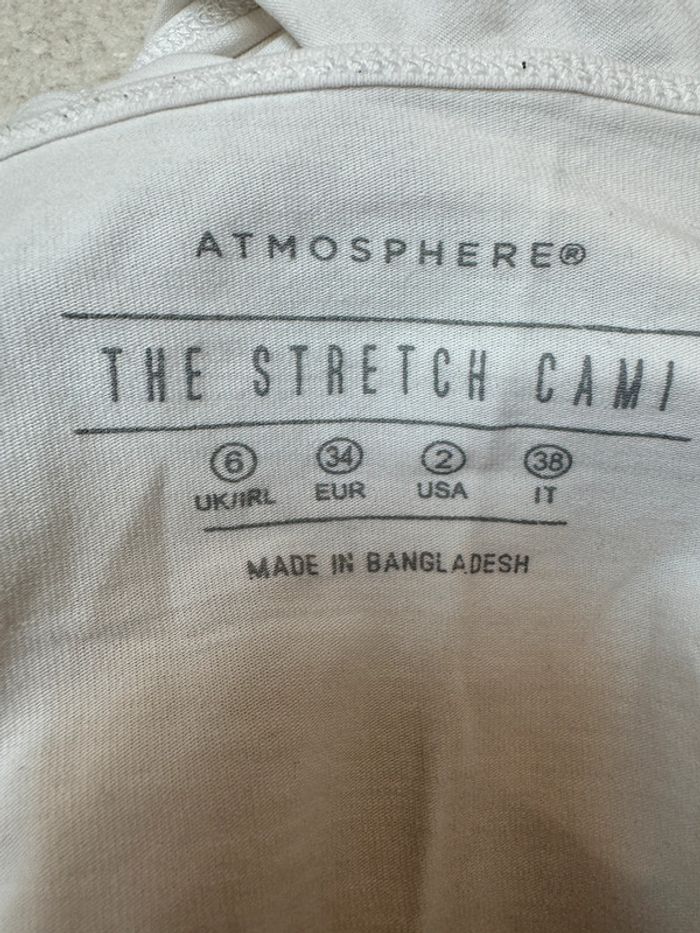 ATMOSPHERE®
THE STRETCH CAMI
6 34 2 38
UK/IRL EUR USA IT
MADE IN BANGLADESH